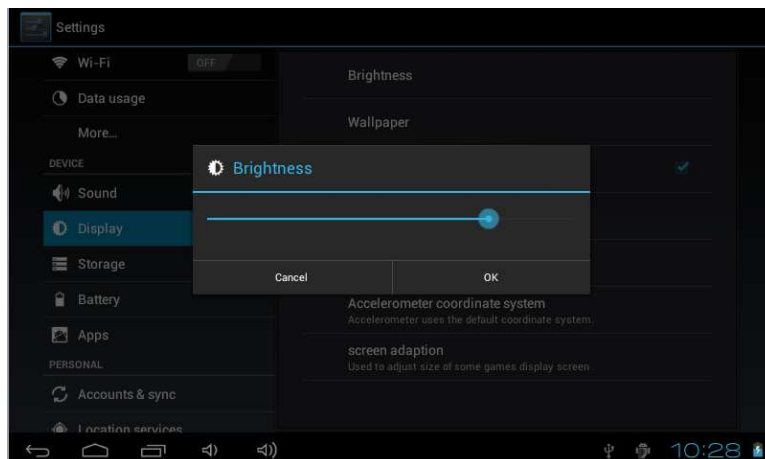 Settings
Wi-Fi
OFF
Data usage
More...
DEVICE
Sound
Display
Storage
Battery
Apps
PERSONAL
Accounts & sync
Location services
Brightness
Wallpaper
Brightness
Cancel
OK
Accelerometer coordinate system
Accelerometer uses the default coordinate system.
screen adaption
Used to adjust size of some games display screen.
10:28